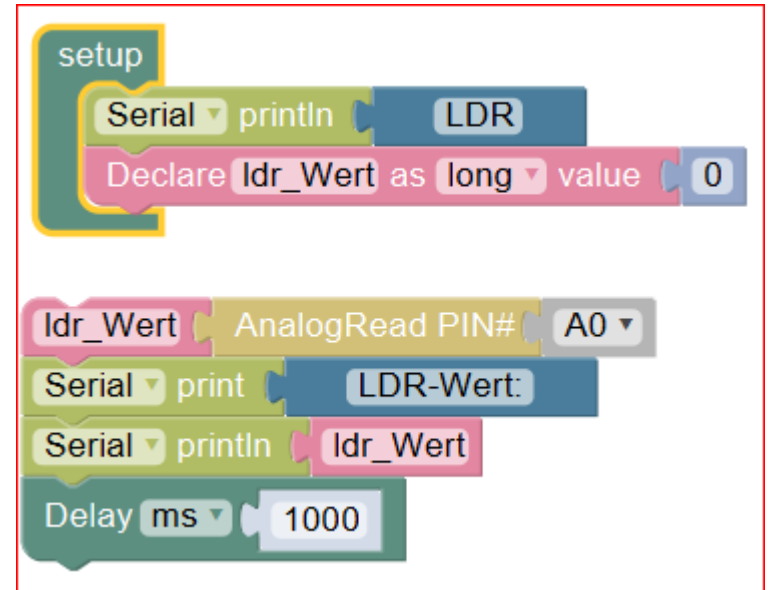 setup
Serial println LDR
Declare ldr_Wert as long value 0
ldr_Wert AnalogRead PIN# A0
Serial print LDR-Wert:
Serial println ldr_Wert
Delay ms 1000